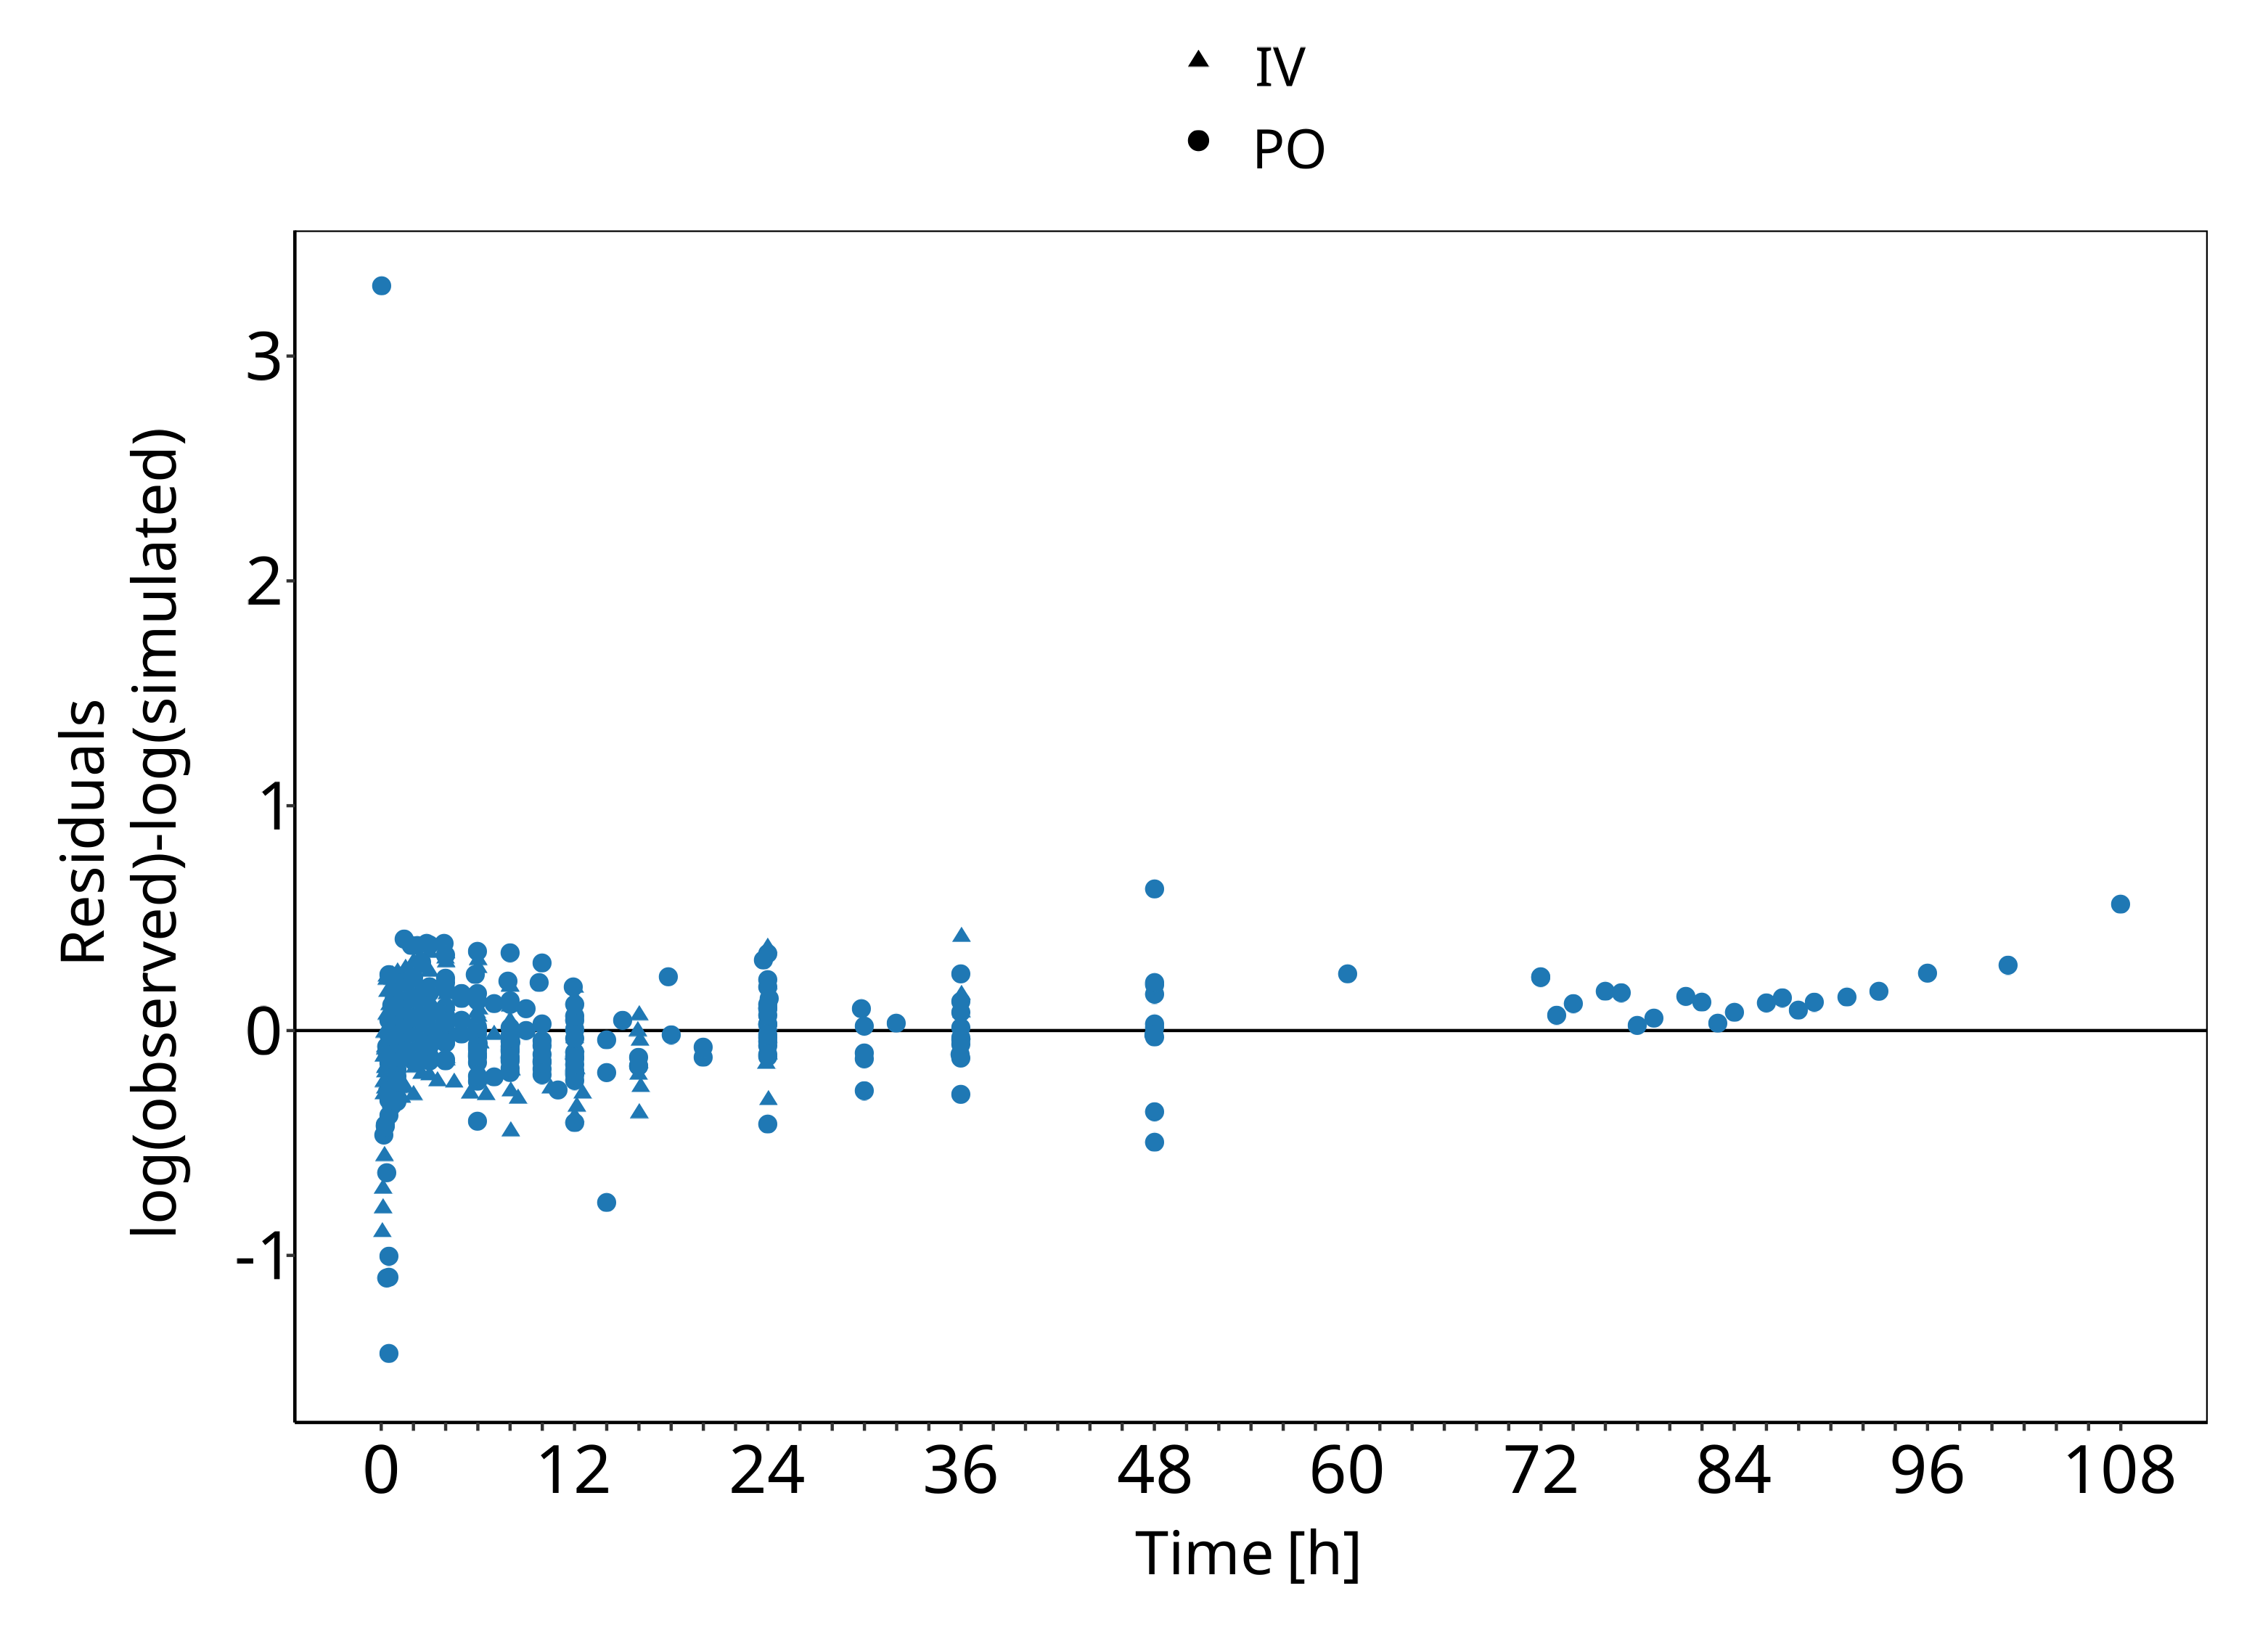 IV
PO
Residuals
log(observed)-log(simulated)
3
2
1
0
-1
0 12 24 36 48 60 72 84 96 108
Time [h]